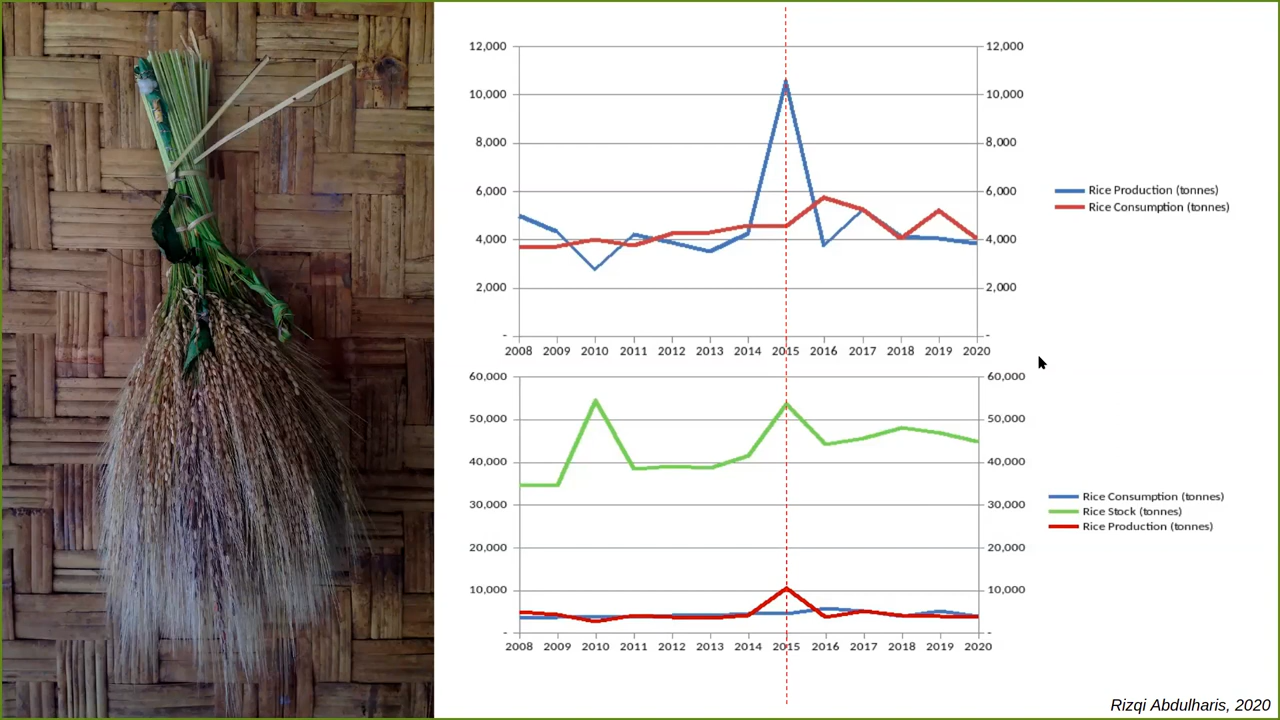 12,000 12,000
10,000 10,000
8,000 8,000
6,000 6,000
Rice Production (tonnes)
Rice Consumption (tonnes)
4,000 4,000
2,000 2,000
- -
2008 2009 2010 2011 2012 2013 2014 2015 2016 2017 2018 2019 2020
60,000 60,000
50,000 50,000
40,000 40,000
30,000 30,000
Rice Consumption (tonnes)
Rice Stock (tonnes)
Rice Production (tonnes)
20,000 20,000
10,000 10,000
- -
2008 2009 2010 2011 2012 2013 2014 2015 2016 2017 2018 2019 2020
Rizqi Abdulharis, 2020